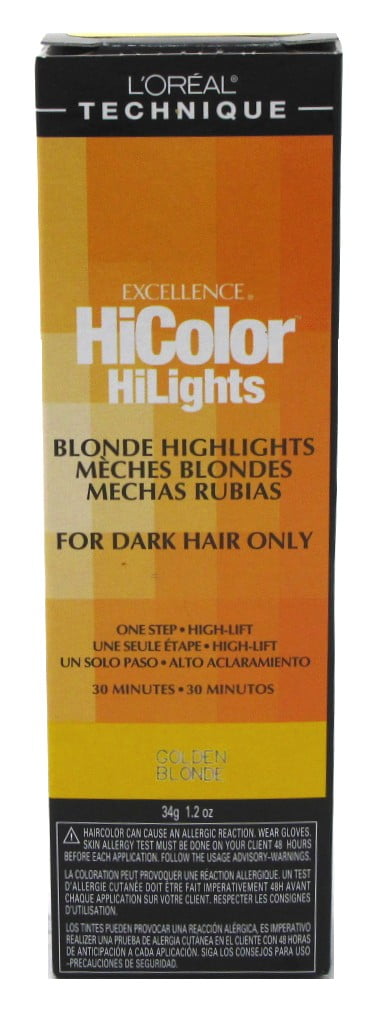 L'ORÉAL®
TECHNIQUE
EXCELLENCE®
HiColor™
HiLights
BLONDE HIGHLIGHTS
MÈCHES BLONDES
MECHAS RUBIAS
FOR DARK HAIR ONLY
ONE STEP • HIGH-LIFT
UNE SEULE ÉTAPE • HIGH-LIFT
UN SOLO PASO • ALTO ACLARAMIENTO
30 MINUTES • 30 MINUTOS
GOLDEN
BLONDE
34g 1.2 oz
HAIRCOLOR CAN CAUSE AN ALLERGIC REACTION. WEAR GLOVES.
SKIN ALLERGY TEST MUST BE DONE ON YOUR CLIENT 48 HOURS
BEFORE EACH APPLICATION. FOLLOW THE USAGE ADVISORY-WARNINGS.
LA COLORATION PEUT PROVOQUER UNE RÉACTION ALLERGIQUE. UN TEST
D'ALLERGIE CUTANÉE DOIT ÊTRE FAIT IMPÉRATIVEMENT 48H AVANT
CHAQUE APPLICATION SUR VOTRE CLIENT. RESPECTER LES CONSIGNES
D'UTILISATION.
LOS TINTES PUEDEN PROVOCAR UNA REACCIÓN ALÉRGICA, ES IMPERATIVO
REALIZAR UNA PRUEBA DE ALERGIA CUTÁNEA EN EL CLIENTE CON 48 HORAS
DE ANTICIPACIÓN A CADA APLICACIÓN. SIGA LOS CONSEJOS PARA USO
-PRECAUCIONES DE SEGURIDAD.